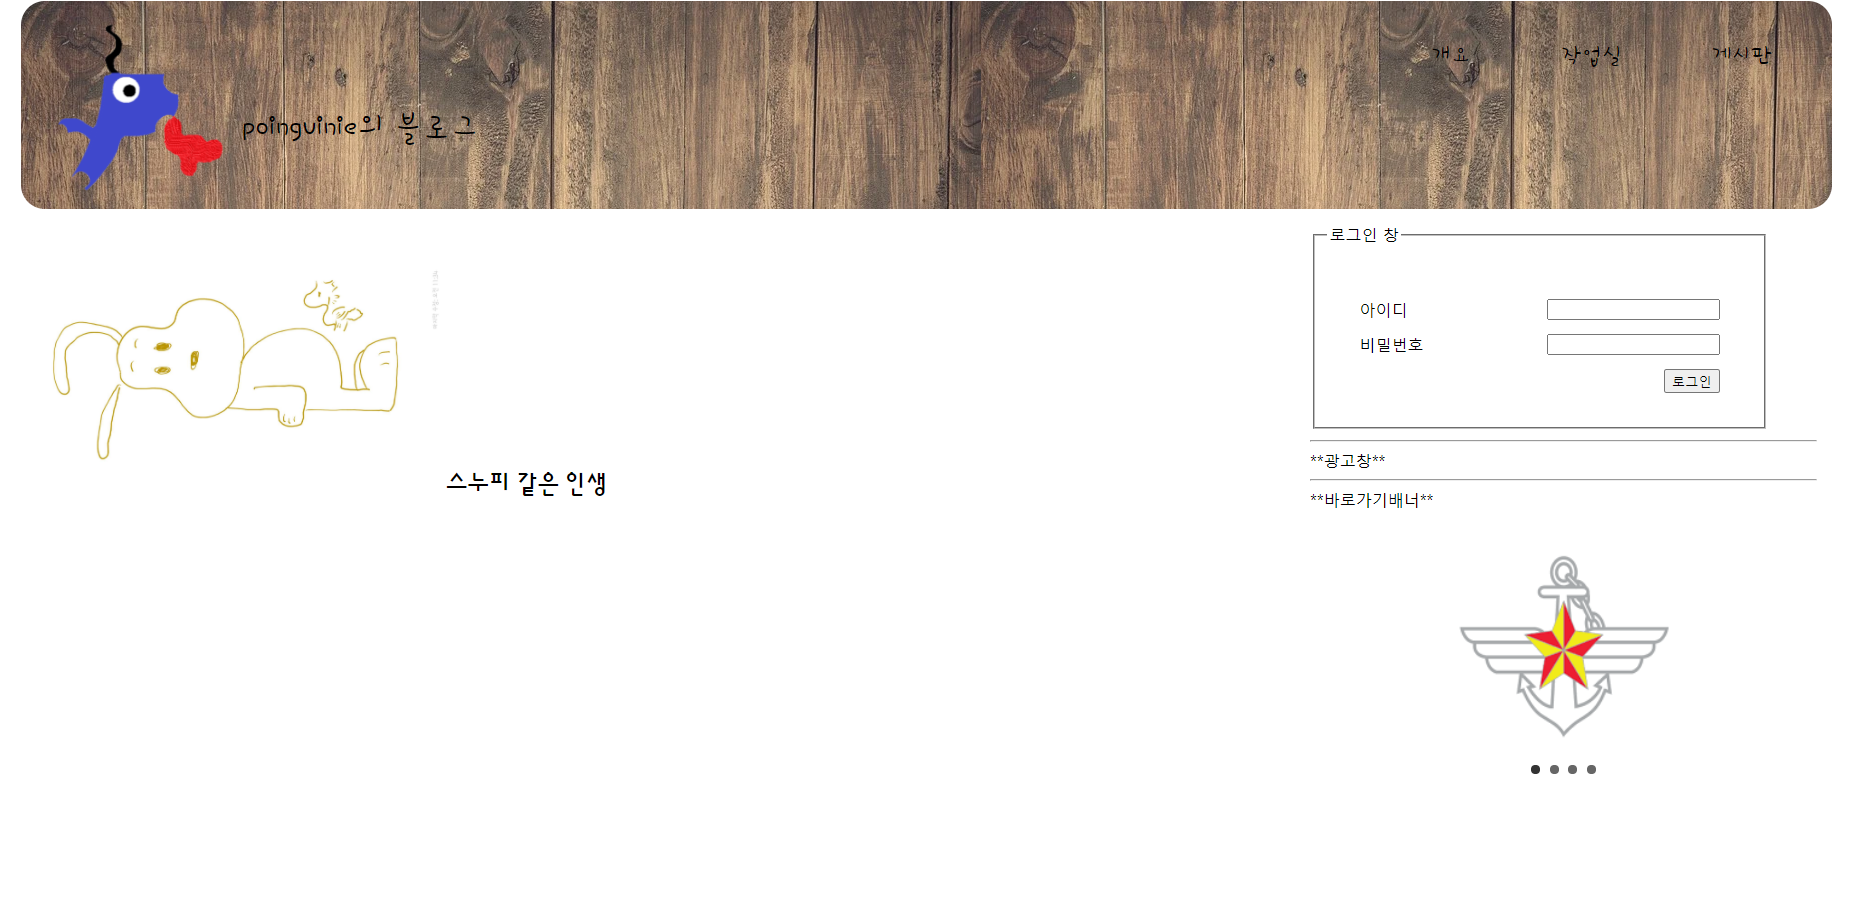 개요 작업실 게시판
poinguinie의 블로그
로그인 창
아이디
비밀번호
로그인
**광고창**
스누피 같은 인생
**바로가기배너**